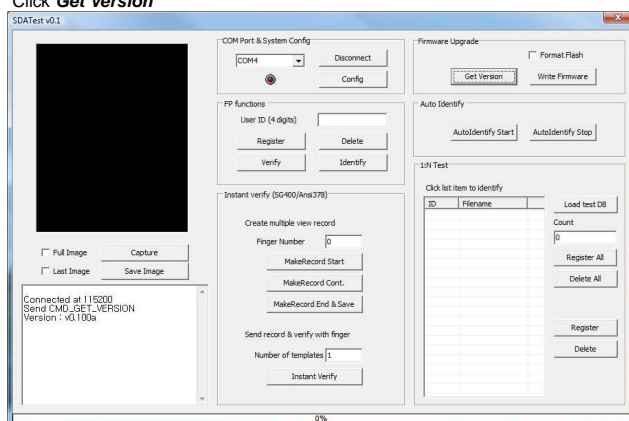 Click Get Version
SDATest v0.1
COM Port & System Config
COM4
Disconnect
Config
FP functions
User ID (4 digits)
Register
Delete
Verify
Identify
Instant verify (SG400/Ansi378)
Create multiple view record
Finger Number
0
MakeRecord Start
MakeRecord Cont.
MakeRecord End & Save
Send record & verify with finger
Number of templates
1
Instant Verify
Full Image
Capture
Last Image
Save Image
Connected at 115200
Send CMD_GET_VERSION
Version : v0.100a
Firmware Upgrade
Format Flash
Get Version
Write Firmware
Auto Identify
AutoIdentify Start
AutoIdentify Stop
1:N Test
Click list item to identify
ID
Filename
Load test DB
Count
0
Register All
Delete All
Register
Delete
0%